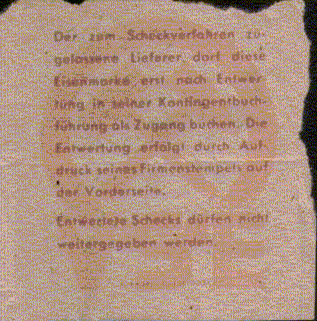 Der zum Scheckverfahren zu-
gelassene Lieferer darf diese
Eisenmarke erst nach Entwer-
tung in seiner Kontingentbuch-
führung als Zugang buchen. Die
Entwertung erfolgt durch Auf-
druck seines Firmenstempels auf
der Vorderseite.
Entwertete Schecks dürfen nicht
weitergegeben werden.